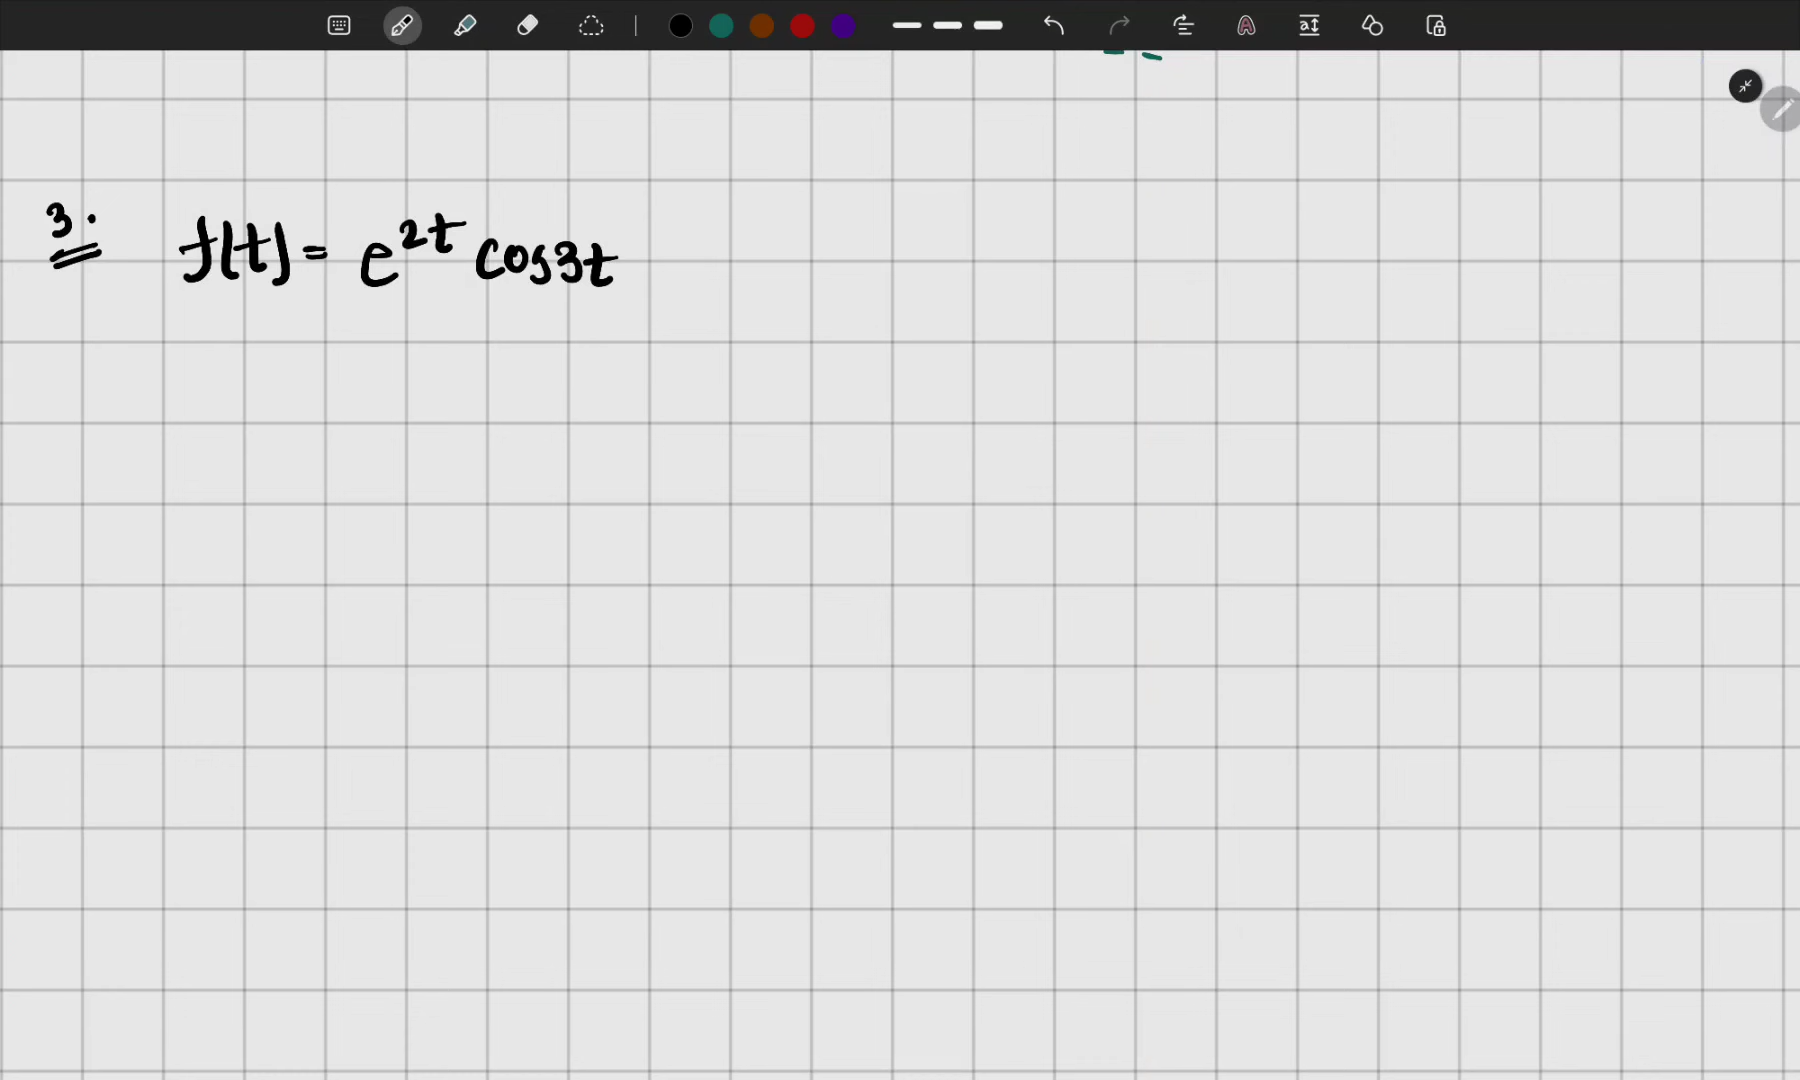 3. f(t) = e^{2t} cos3t